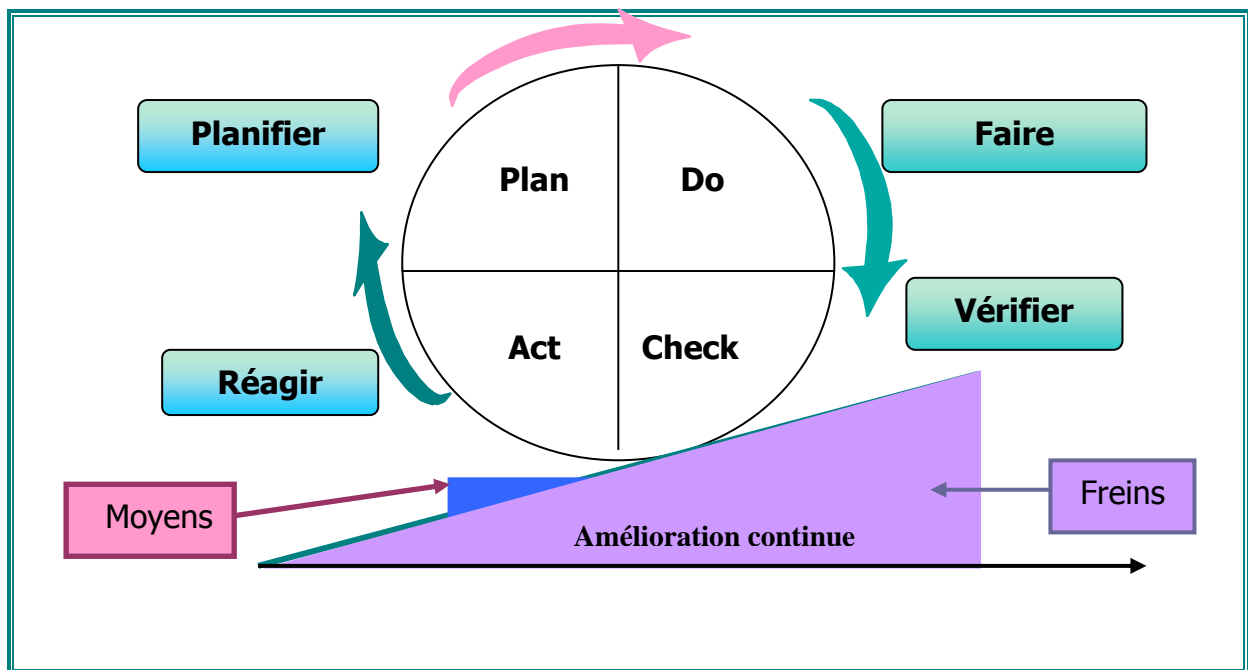 Planifier
Faire
Plan
Do
Vérifier
Act
Check
Réagir
Moyens
Freins
Amélioration continue